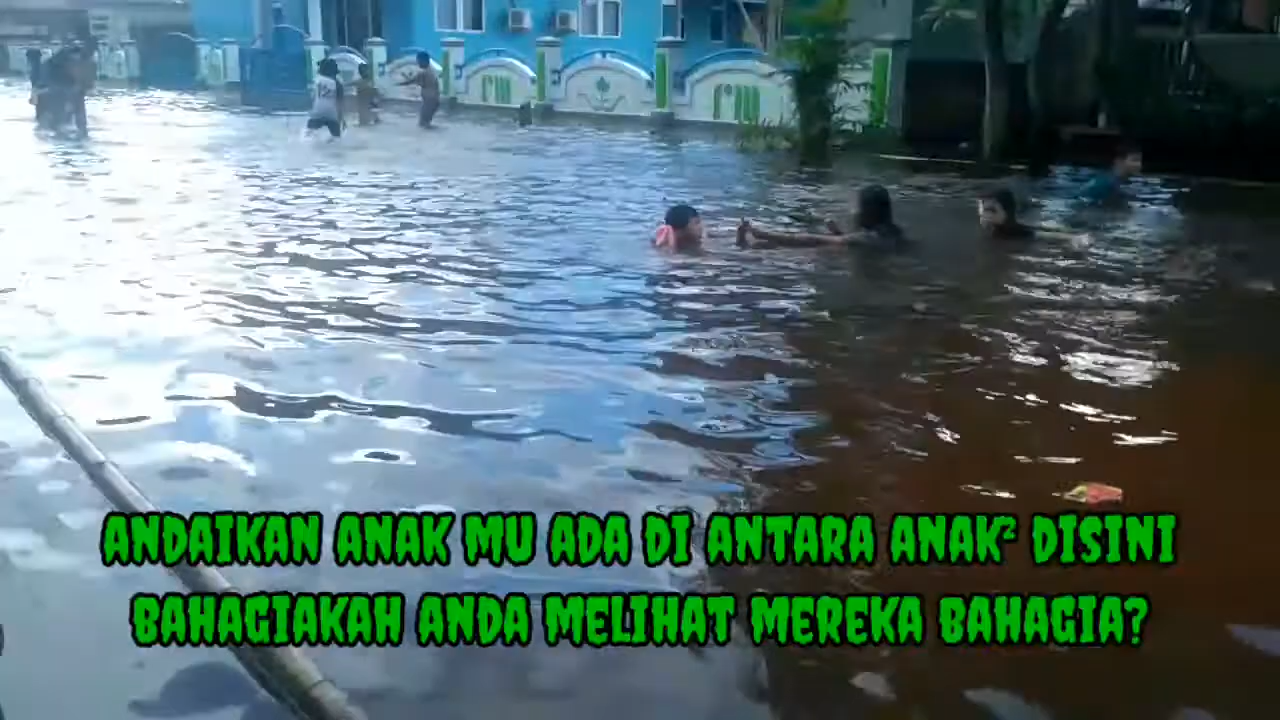 ANDAIKAN ANAK MU ADA DI ANTARA ANAK² DISINI
BAHAGIAKAH ANDA MELIHAT MEREKA BAHAGIA?